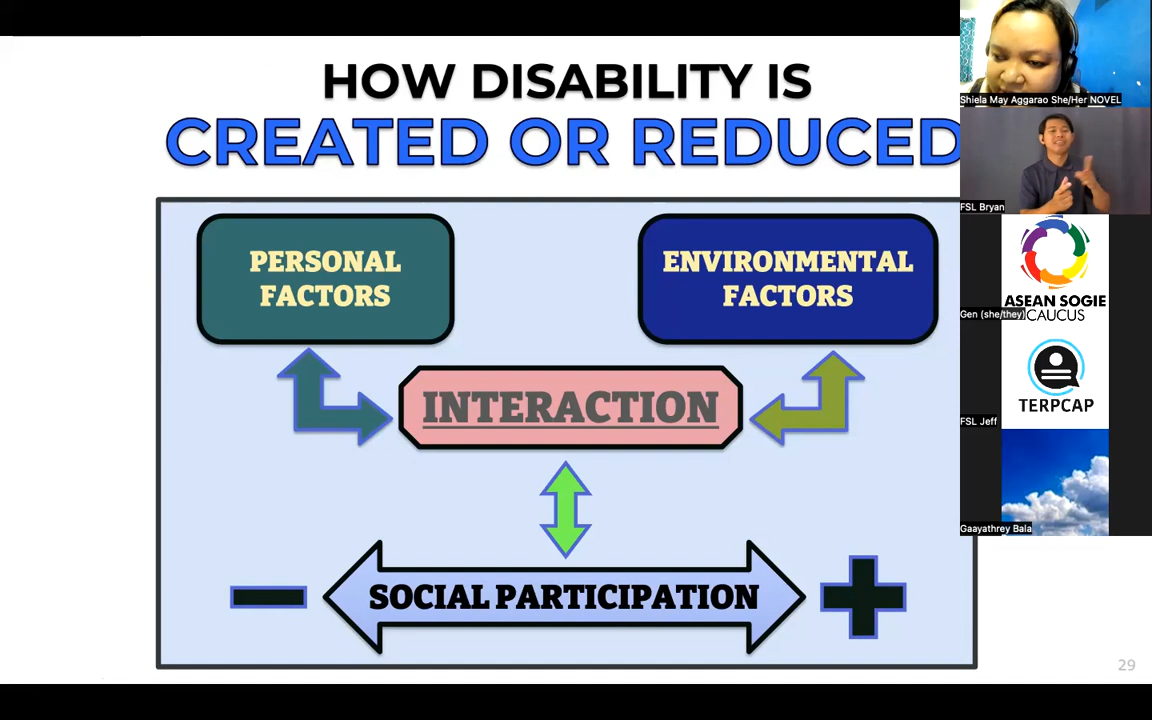 HOW DISABILITY IS
CREATED OR REDUCED
PERSONAL
FACTORS
ENVIRONMENTAL
FACTORS
INTERACTION
SOCIAL PARTICIPATION
29
Shiela May Aggarao She/Her NOVEL
FSL Bryan
ASEAN SOGIE
CAUCUS
Gen (she/they)
TERPCAP
FSL Jeff
Gaayathrey Bala